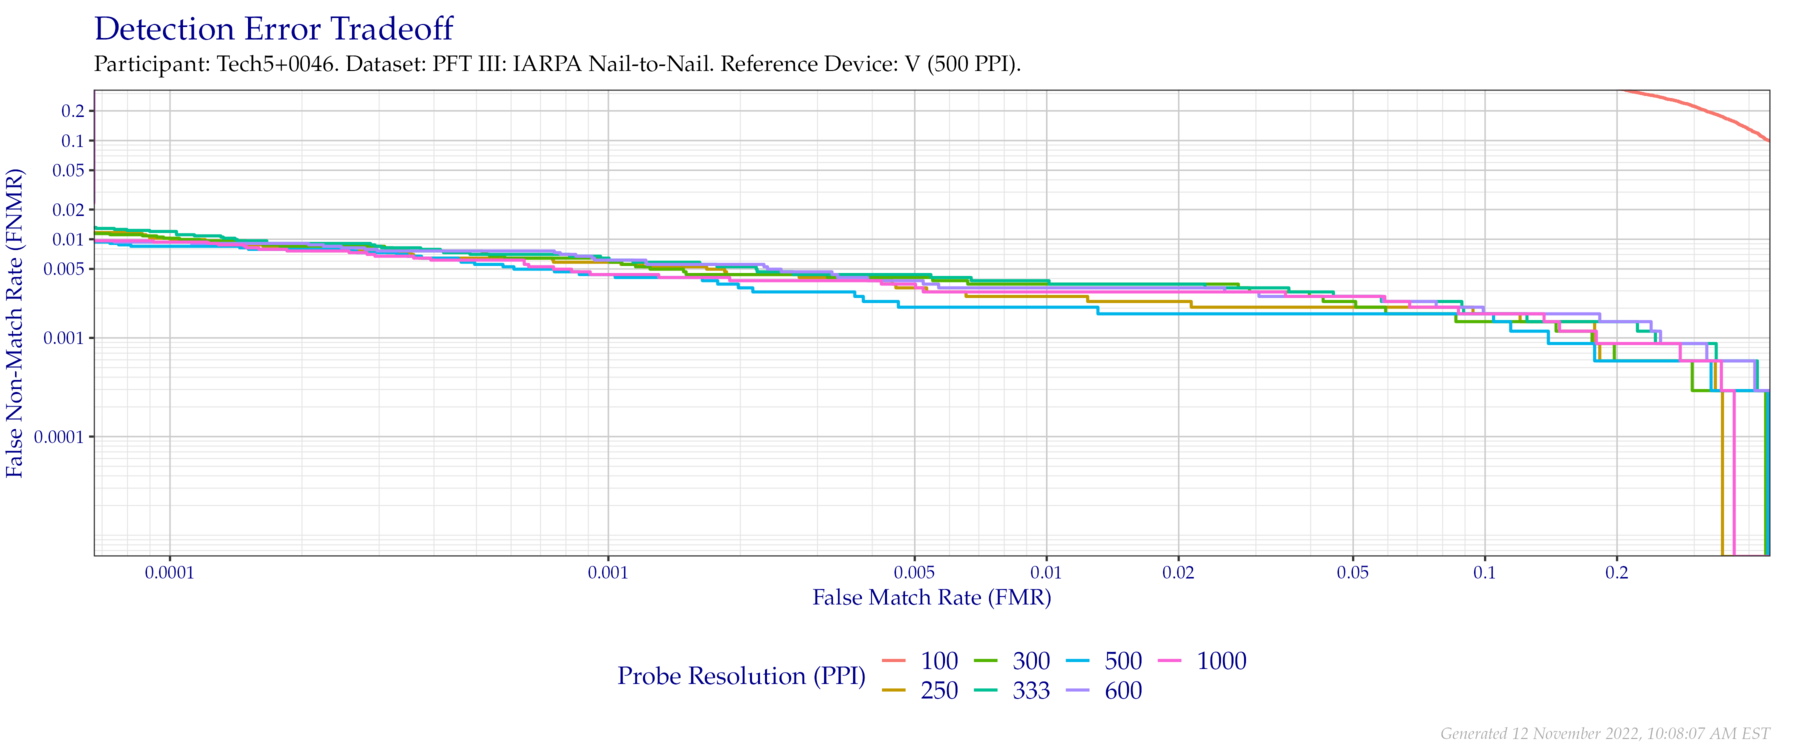 Detection Error Tradeoff
Participant: Tech5+0046. Dataset: PFT III: IARPA Nail-to-Nail. Reference Device: V (500 PPI).
False Non-Match Rate (FNMR)
0.2
0.1
0.05
0.02
0.01
0.005
0.001
0.0001
0.0001 0.001 0.005 0.01 0.02 0.05 0.1 0.2
False Match Rate (FMR)
Probe Resolution (PPI)
100 300 500 1000
250 333 600
Generated 12 November 2022, 10:08:07 AM EST